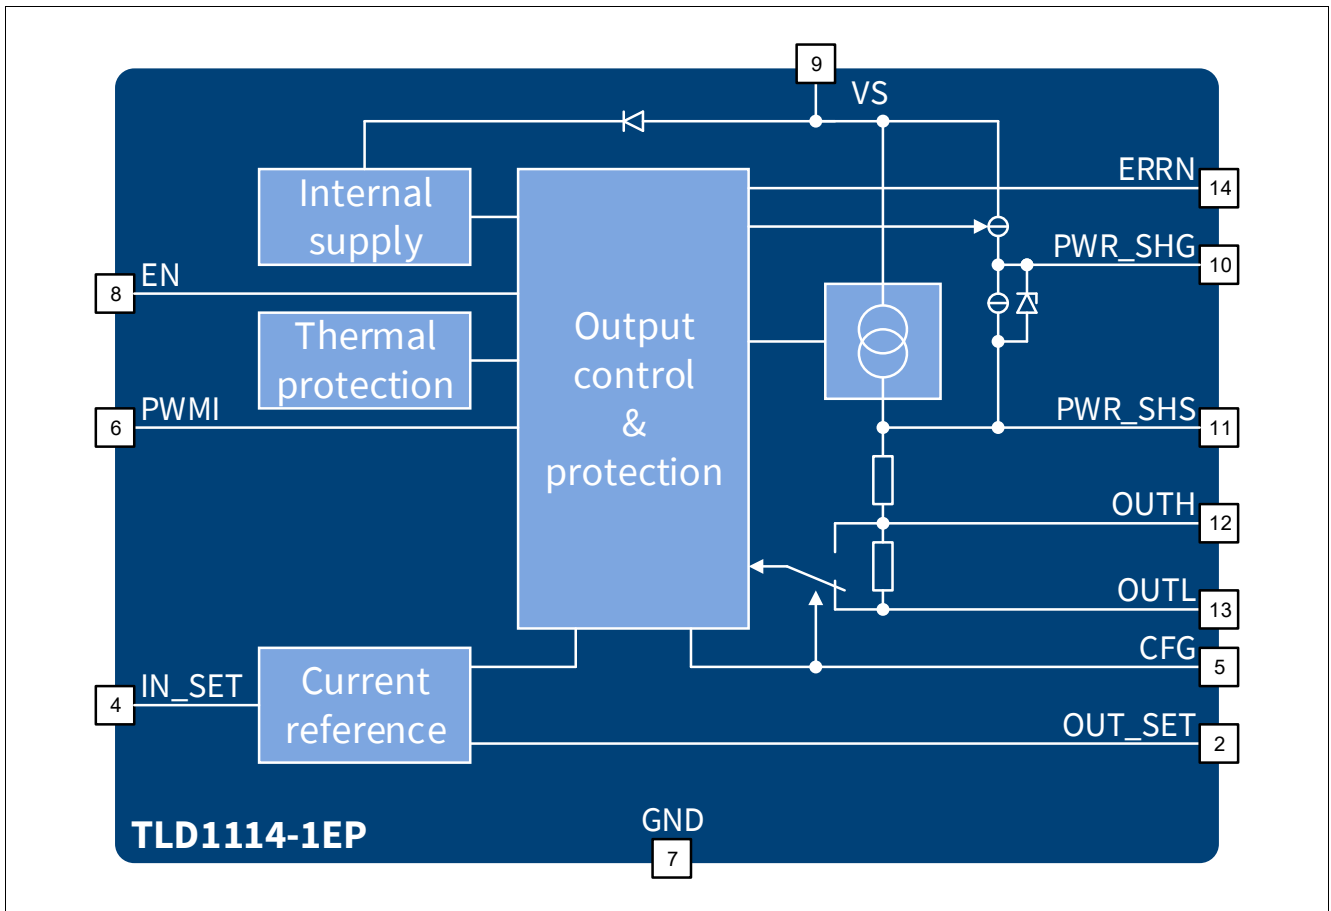 9
VS
ERRN
14
Internal
supply
PWR_SHG
10
EN
8
Thermal
protection
Output
control
&
protection
PWMI
6
PWR_SHS
11
OUTH
12
OUTL
13
CFG
5
IN_SET
4
Current
reference
OUT_SET
2
TLD1114-1EP
GND
7